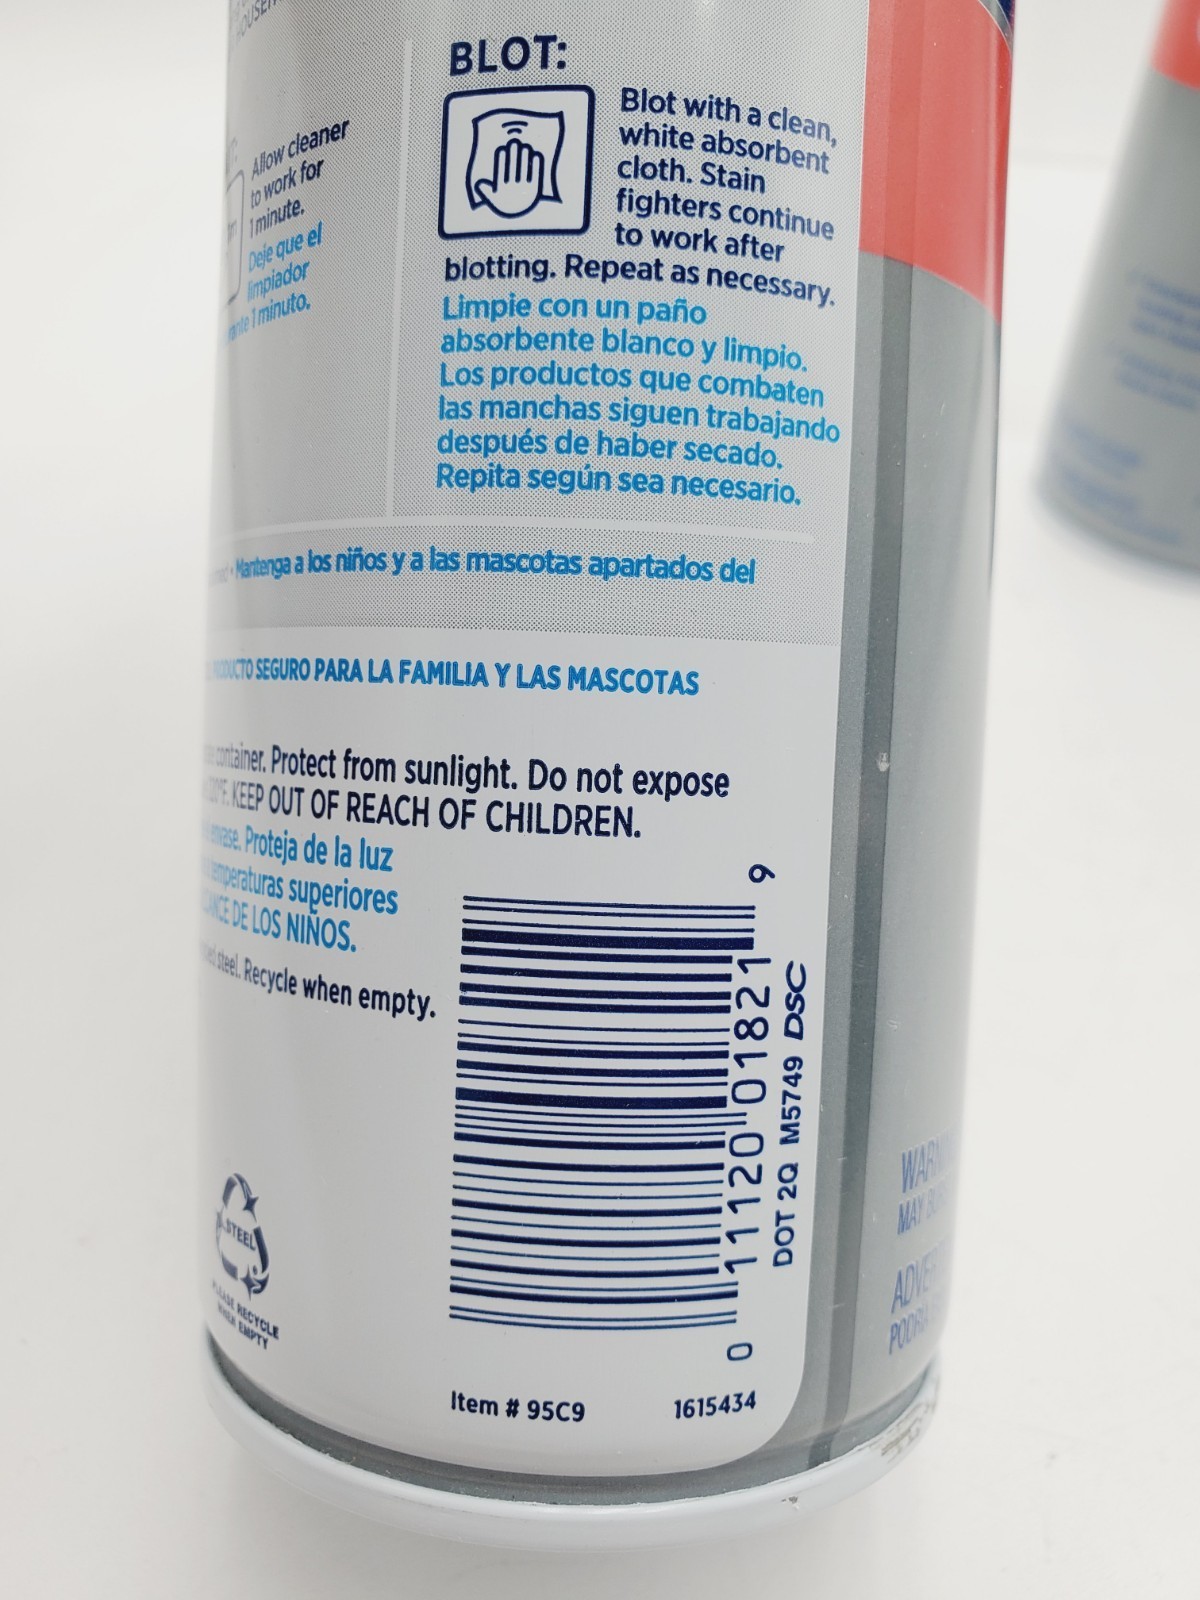 BLOT:
Blot with a clean,
white absorbent
cloth. Stain
fighters continue
to work after
blotting. Repeat as necessary.
Limpie con un paño
absorbente blanco y limpio.
Los productos que combaten
las manchas siguen trabajando
después de haber secado.
Repita según sea necesario.
Allow cleaner
to work for
1 minute.
Deje que el
limpiador
1 minuto.
• Mantenga a los niños y a las mascotas apartados del
SEGURO PARA LA FAMILIA Y LAS MASCOTAS
container. Protect from sunlight. Do not expose
KEEP OUT OF REACH OF CHILDREN.
envase. Proteja de la luz
temperaturas superiores
DE LOS NIÑOS.
steel. Recycle when empty.
STEEL
PLEASE RECYCLE
WHEN EMPTY
0 11120 01821 9
DOT 2Q M5749 DSC
Item # 95C9
1615434
MAY